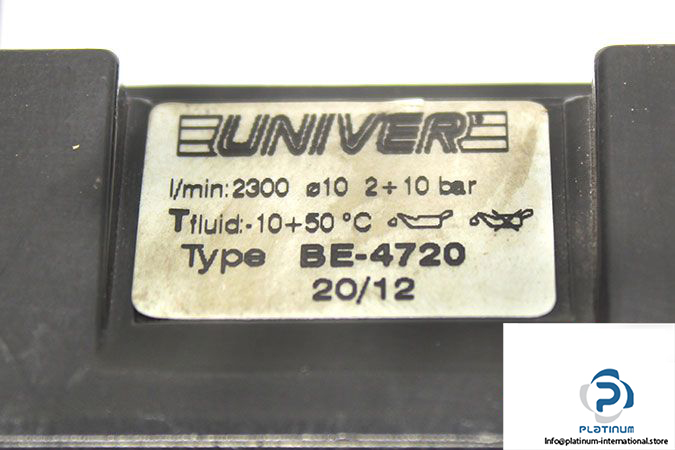 UNIVER
l/min: 2300 ø10 2÷10 bar
Tfluid:-10+50 °C
Type BE-4720
20/12
PLATINUM
info@platinum-international.store